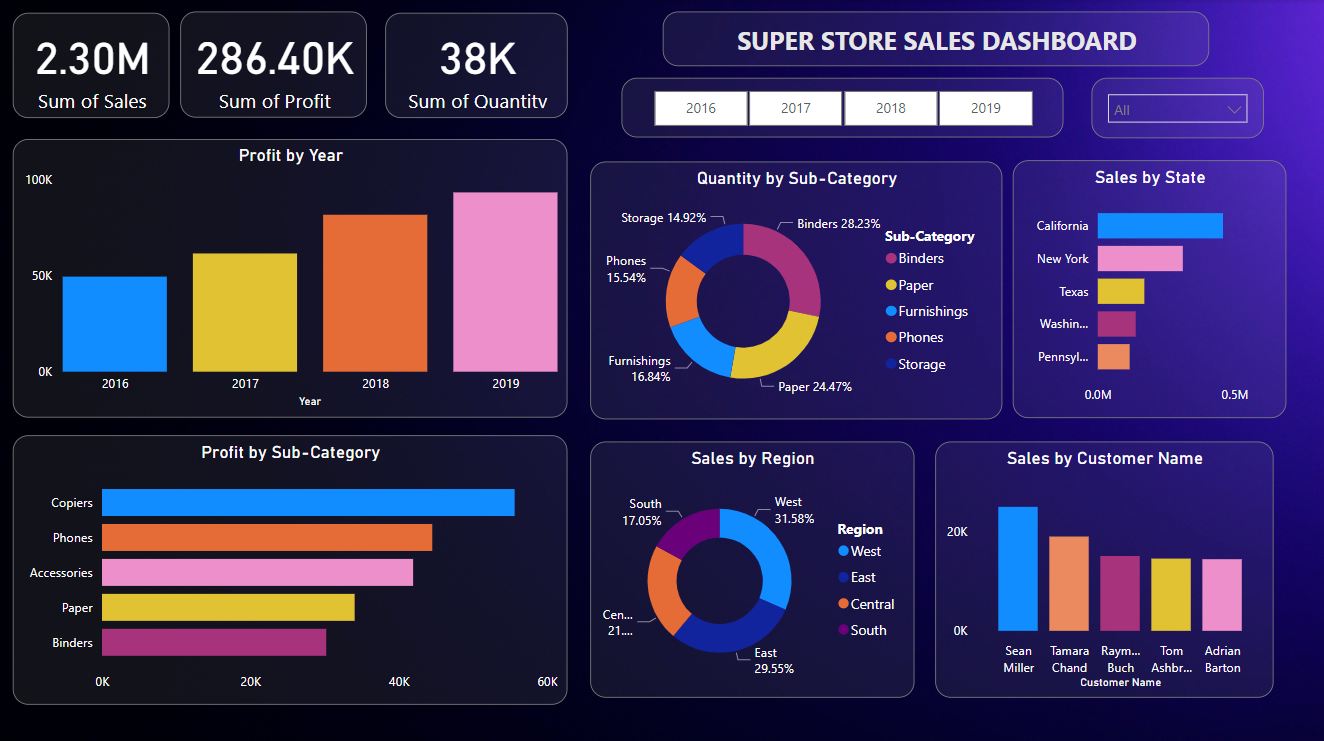 2.30M
Sum of Sales
286.40K
Sum of Profit
38K
Sum of Quantity
SUPER STORE SALES DASHBOARD
2016
2017
2018
2019
All
Profit by Year
100K
50K
0K
2016
2017
2018
2019
Year
Quantity by Sub-Category
Storage 14.92%
Binders 28.23%
Phones
15.54%
Furnishings
16.84%
Paper 24.47%
Sub-Category
Binders
Paper
Furnishings
Phones
Storage
Sales by State
California
New York
Texas
Washin...
Pennsyl...
0.0M
0.5M
Profit by Sub-Category
Copiers
Phones
Accessories
Paper
Binders
0K
20K
40K
60K
Sales by Region
South
17.05%
West
31.58%
Cen...
21....
East
29.55%
Region
West
East
Central
South
Sales by Customer Name
20K
0K
Sean
Miller
Tamara
Chand
Raym...
Buch
Tom
Ashbr...
Adrian
Barton
Customer Name